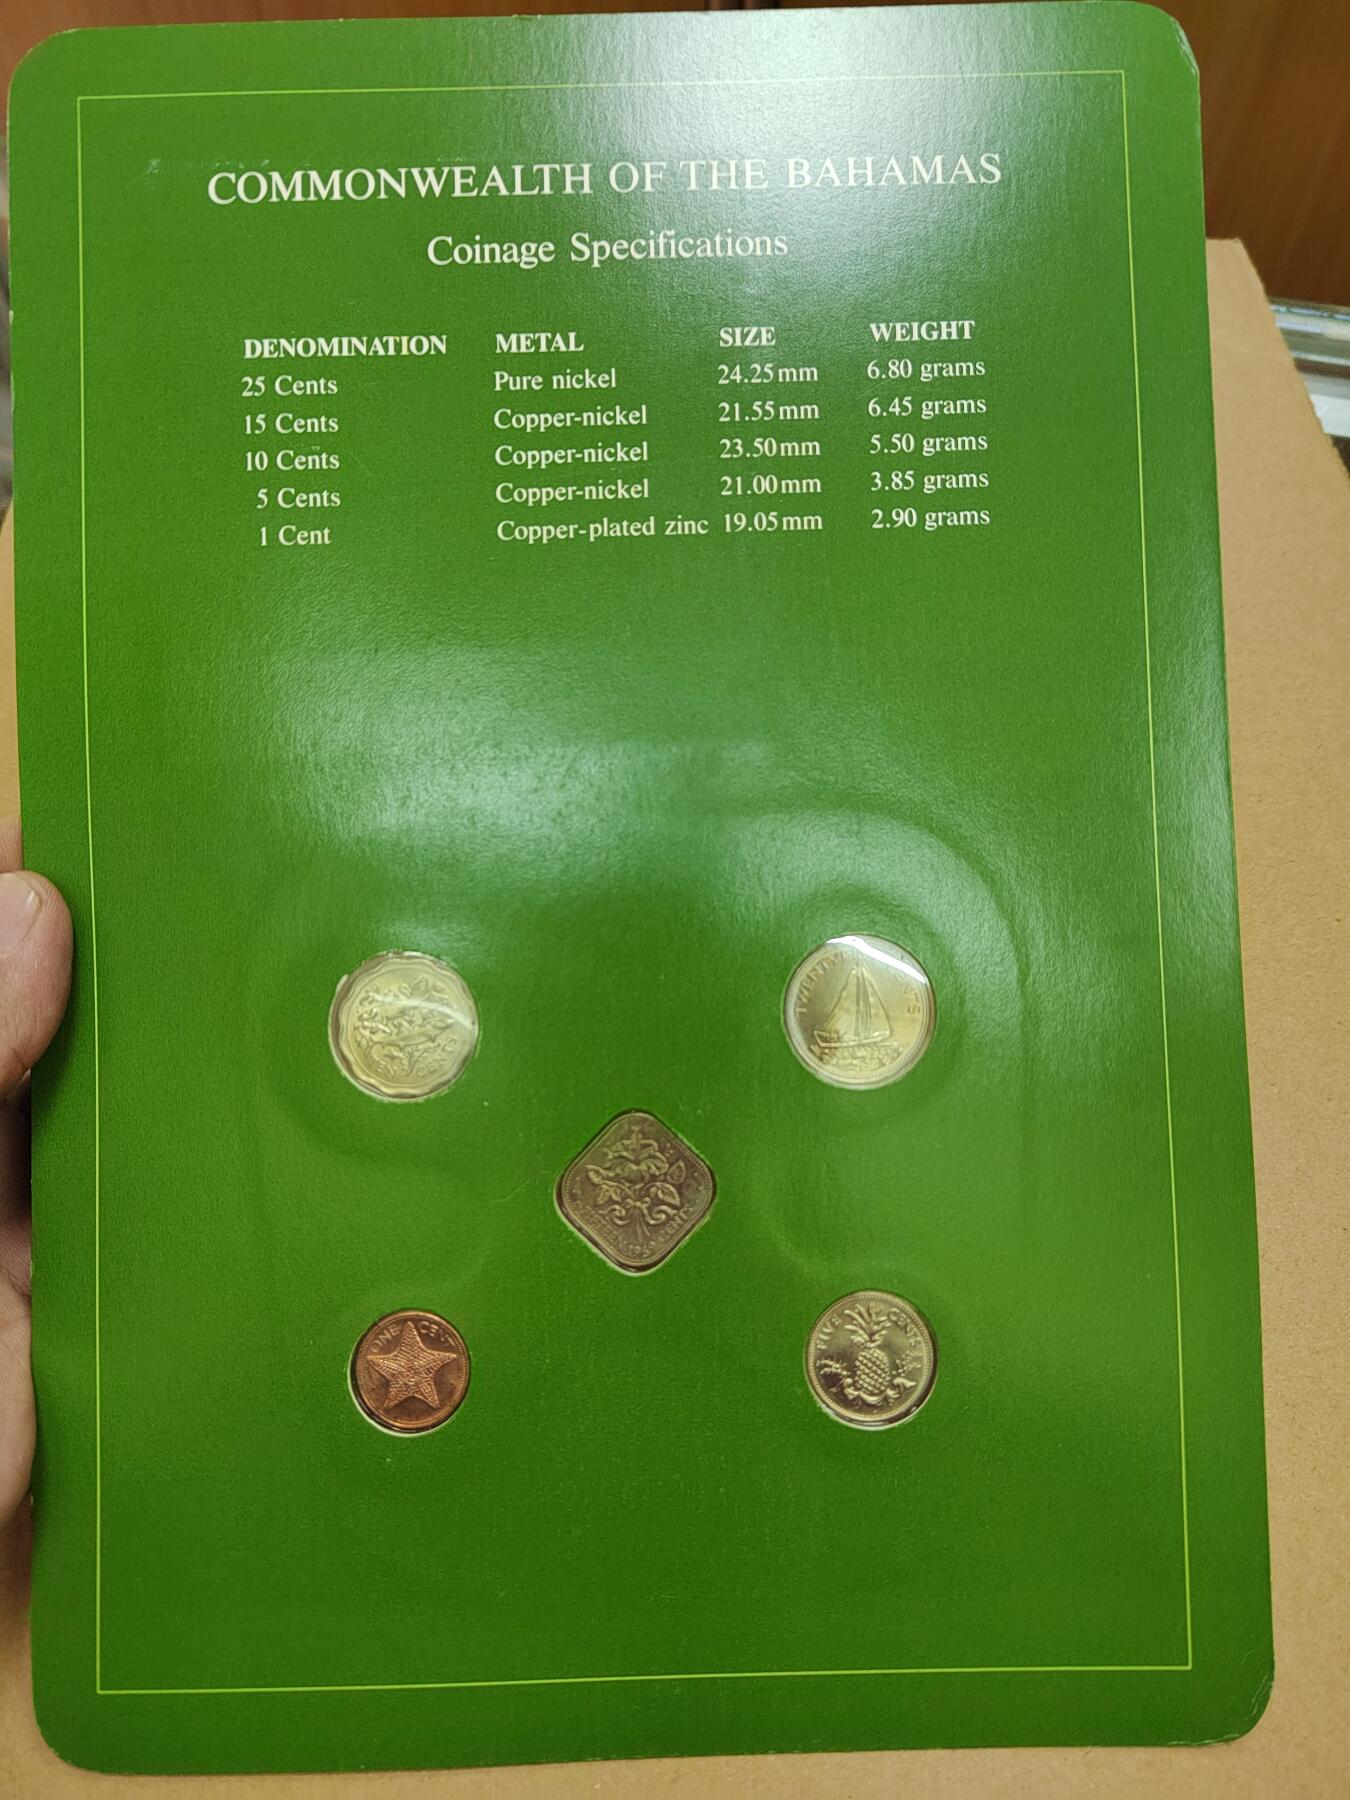 COMMONWEALTH OF THE BAHAMAS
Coinage Specifications
DENOMINATION METAL SIZE WEIGHT
25 Cents Pure nickel 24.25 mm 6.80 grams
15 Cents Copper-nickel 21.55 mm 6.45 grams
10 Cents Copper-nickel 23.50 mm 5.50 grams
5 Cents Copper-nickel 21.00 mm 3.85 grams
1 Cent Copper-plated zinc 19.05 mm 2.90 grams
TEN CENTS
CENTS
ONE CENT
FIVE CENTS